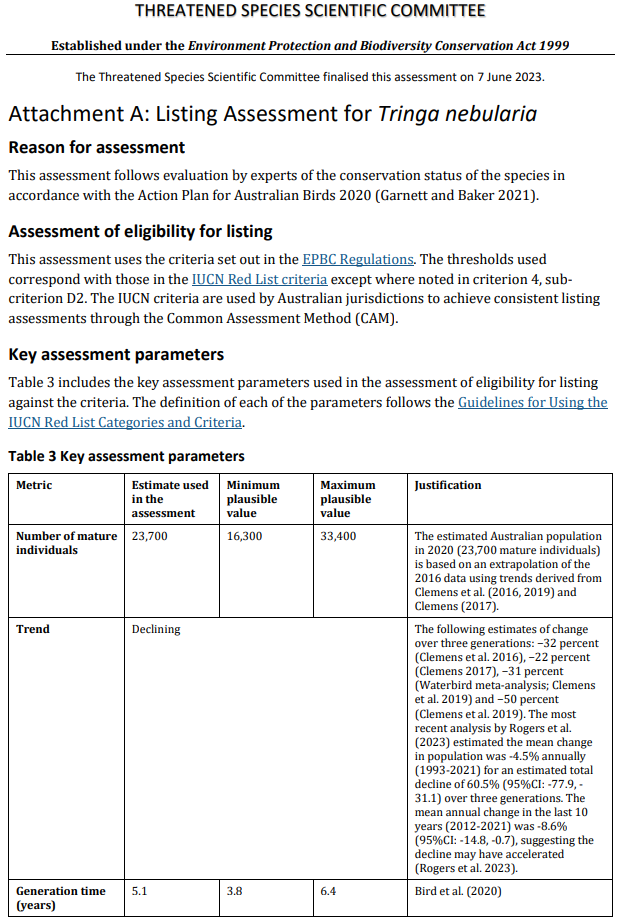 THREATENED SPECIES SCIENTIFIC COMMITTEE
Established under the Environment Protection and Biodiversity Conservation Act 1999
The Threatened Species Scientific Committee finalised this assessment on 7 June 2023.
Attachment A: Listing Assessment for Tringa nebularia
Reason for assessment
This assessment follows evaluation by experts of the conservation status of the species in
accordance with the Action Plan for Australian Birds 2020 (Garnett and Baker 2021).
Assessment of eligibility for listing
This assessment uses the criteria set out in the EPBC Regulations. The thresholds used
correspond with those in the IUCN Red List criteria except where noted in criterion 4, sub-
criterion D2. The IUCN criteria are used by Australian jurisdictions to achieve consistent listing
assessments through the Common Assessment Method (CAM).
Key assessment parameters
Table 3 includes the key assessment parameters used in the assessment of eligibility for listing
against the criteria. The definition of each of the parameters follows the Guidelines for Using the
IUCN Red List Categories and Criteria.
Table 3 Key assessment parameters
Metric
Estimate used
in the
assessment
Minimum
plausible
value
Maximum
plausible
value
Justification
Number of mature
individuals
23,700
16,300
33,400
The estimated Australian population
in 2020 (23,700 mature individuals)
is based on an extrapolation of the
2016 data using trends derived from
Clemens et al. (2016, 2019) and
Clemens (2017).
Trend
Declining
The following estimates of change
over three generations: −32 percent
(Clemens et al. 2016), −22 percent
(Clemens 2017), −31 percent
(Waterbird meta-analysis; Clemens
et al. 2019) and −50 percent
(Clemens et al. 2019). The most
recent analysis by Rogers et al.
(2023) estimated the mean change
in population was -4.5% annually
(1993-2021) for an estimated total
decline of 60.5% (95%CI: -77.9, -
31.1) over three generations. The
mean annual change in the last 10
years (2012-2021) was -8.6%
(95%CI: -14.8, -0.7), suggesting the
decline may have accelerated
(Rogers et al. 2023).
Generation time
(years)
5.1
3.8
6.4
Bird et al. (2020)